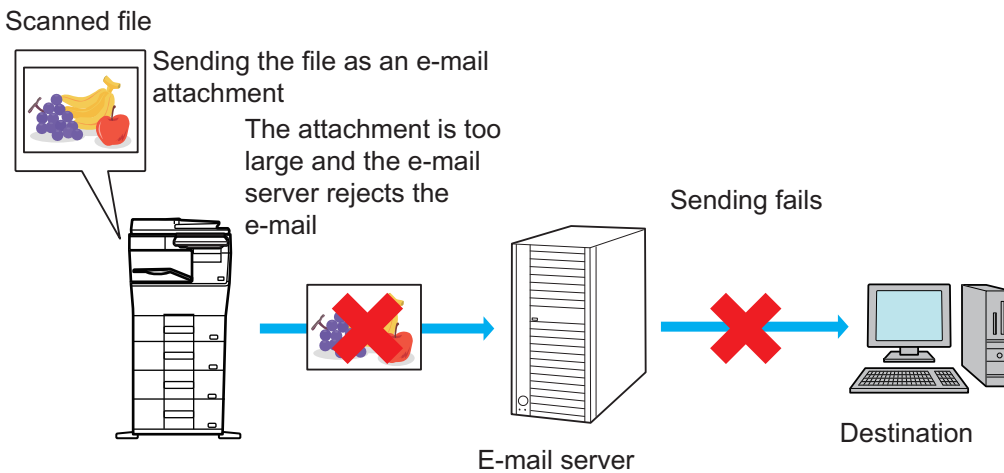 Scanned file
Sending the file as an e-mail
attachment
The attachment is too
large and the e-mail
server rejects the
e-mail
Sending fails
E-mail server
Destination